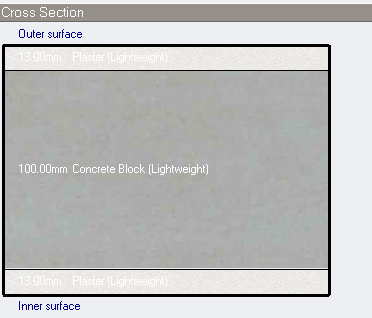 Cross Section
Outer surface
13.00mm Plaster (Lightweight)
100.00mm Concrete Block (Lightweight)
13.00mm Plaster (Lightweight)
Inner surface